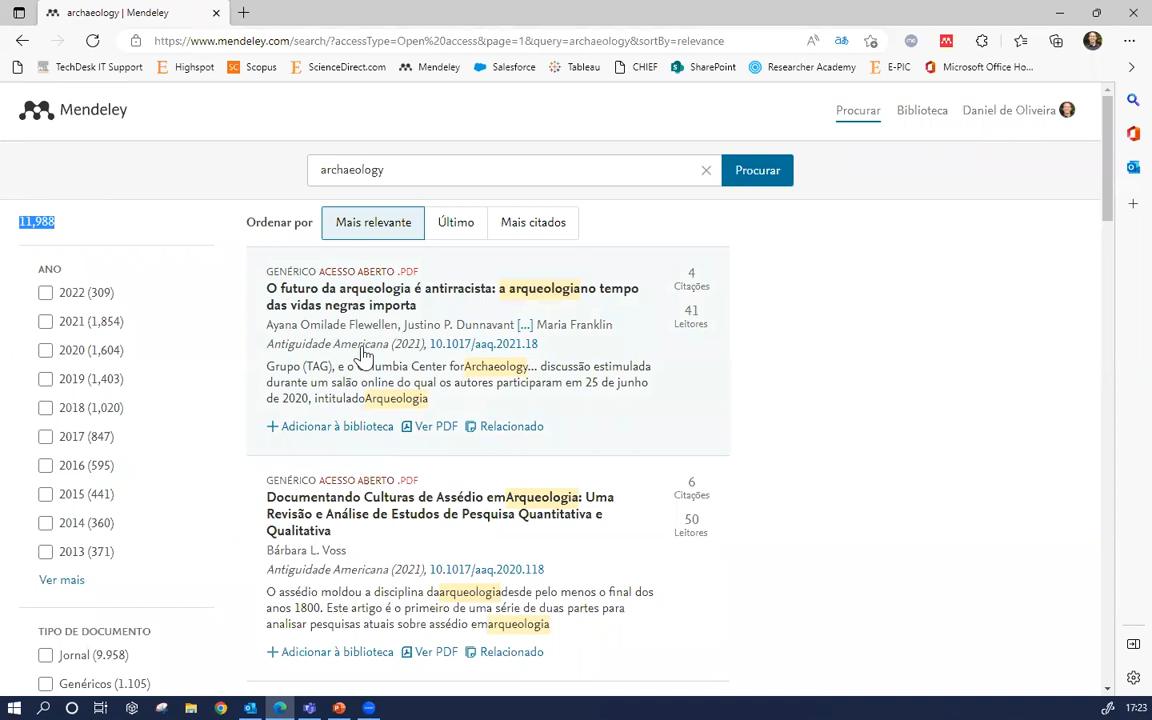 archaeology | Mendeley
https://www.mendeley.com/search/?accessType=Open%20access&page=1&query=archaeology&sortBy=relevance
TechDesk IT Support Highspot SC Scopus ScienceDirect.com Mendeley Salesforce Tableau CHIEF SharePoint Researcher Academy E-PIC Microsoft Office Ho...
Mendeley
Procurar Biblioteca Daniel de Oliveira
archaeology
Procurar
11,988
Ordenar por Mais relevante Último Mais citados
ANO
2022 (309)
2021 (1,854)
2020 (1,604)
2019 (1,403)
2018 (1,020)
2017 (847)
2016 (595)
2015 (441)
2014 (360)
2013 (371)
Ver mais
TIPO DE DOCUMENTO
Jornal (9.958)
Genéricos (1.105)
GENÉRICO ACESSO ABERTO .PDF
O futuro da arqueologia é antirracista: a arqueologiano tempo
das vidas negras importa
Ayana Omilade Flewellen, Justino P. Dunnavant [...] Maria Franklin
Antiguidade Americana (2021), 10.1017/aaq.2021.18
Grupo (TAG), e o Columbia Center forArchaeology... discussão estimulada
durante um salão online do qual os autores participaram em 25 de junho
de 2020, intituladoArqueologia
Adicionar à biblioteca Ver PDF Relacionado
4
Citações
41
Leitores
GENÉRICO ACESSO ABERTO .PDF
Documentando Culturas de Assédio emArqueologia: Uma
Revisão e Análise de Estudos de Pesquisa Quantitativa e
Qualitativa
Bárbara L. Voss
Antiguidade Americana (2021), 10.1017/aaq.2020.118
O assédio moldou a disciplina daarqueologiadesde pelo menos o final dos
anos 1800. Este artigo é o primeiro de uma série de duas partes para
analisar pesquisas atuais sobre assédio emarqueologia
Adicionar à biblioteca Ver PDF Relacionado
6
Citações
50
Leitores
17:23